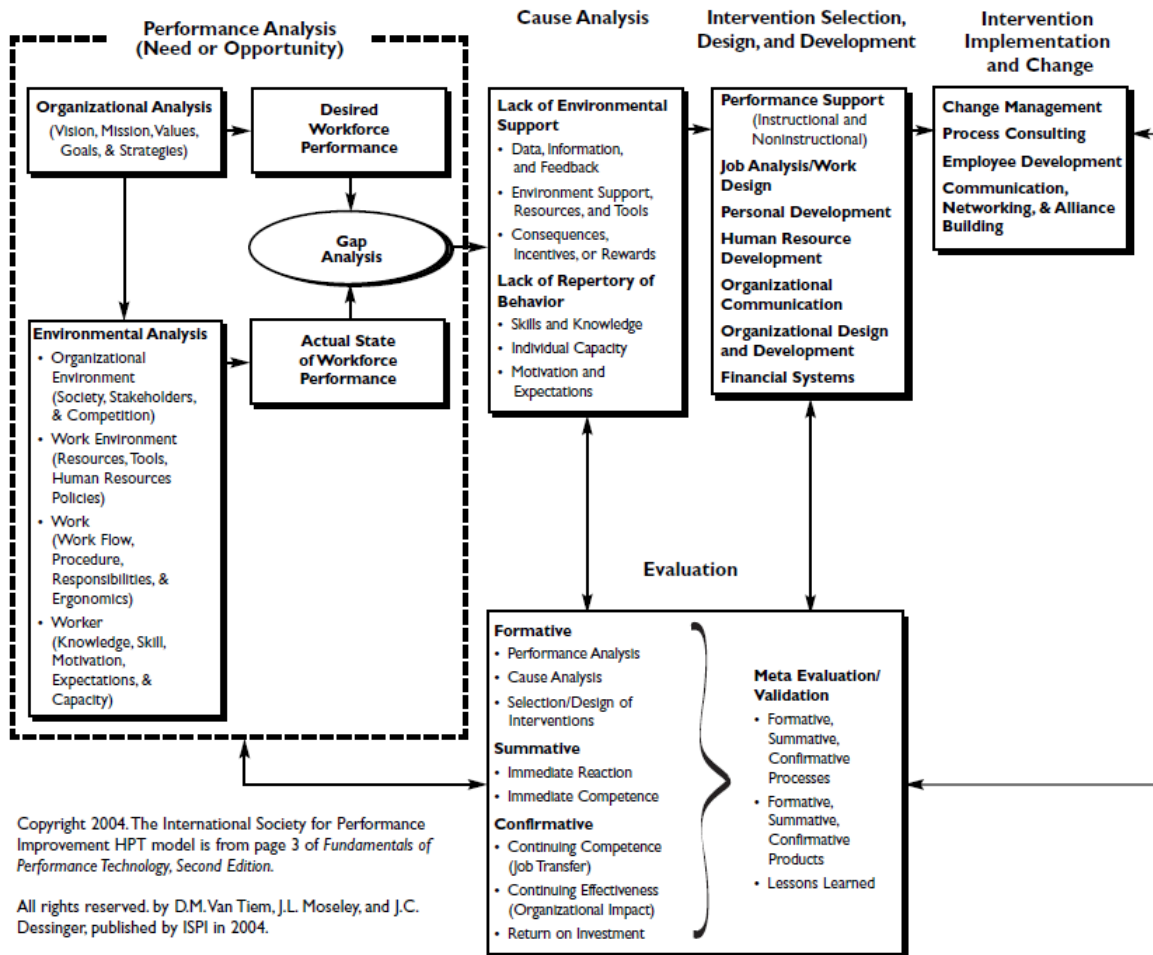 Performance Analysis
(Need or Opportunity)
Cause Analysis
Intervention Selection,
Design, and Development
Intervention
Implementation
and Change
Organizational Analysis
(Vision, Mission, Values,
Goals, & Strategies)
Desired
Workforce
Performance
Gap
Analysis
Environmental Analysis
• Organizational
Environment
(Society, Stakeholders,
& Competition)
• Work Environment
(Resources, Tools,
Human Resources
Policies)
• Work
(Work Flow,
Procedure,
Responsibilities, &
Ergonomics)
• Worker
(Knowledge, Skill,
Motivation,
Expectations, &
Capacity)
Actual State
of Workforce
Performance
Lack of Environmental
Support
• Data, Information,
and Feedback
• Environment Support,
Resources, and Tools
• Consequences,
Incentives, or Rewards
Lack of Repertory of
Behavior
• Skills and Knowledge
• Individual Capacity
• Motivation and
Expectations
Performance Support
(Instructional and
Noninstructional)
Job Analysis/Work
Design
Personal Development
Human Resource
Development
Organizational
Communication
Organizational Design
and Development
Financial Systems
Change Management
Process Consulting
Employee Development
Communication,
Networking, & Alliance
Building
Evaluation
Formative
• Performance Analysis
• Cause Analysis
• Selection/Design of
Interventions
Summative
• Immediate Reaction
• Immediate Competence
Confirmative
• Continuing Competence
(Job Transfer)
• Continuing Effectiveness
(Organizational Impact)
• Return on Investment
Meta Evaluation/
Validation
• Formative,
Summative,
Confirmative
Processes
• Formative,
Summative,
Confirmative
Products
• Lessons Learned
Copyright 2004. The International Society for Performance
Improvement HPT model is from page 3 of Fundamentals of
Performance Technology, Second Edition.
All rights reserved. by D.M. Van Tiem, J.L. Moseley, and J.C.
Dessinger, published by ISPI in 2004.